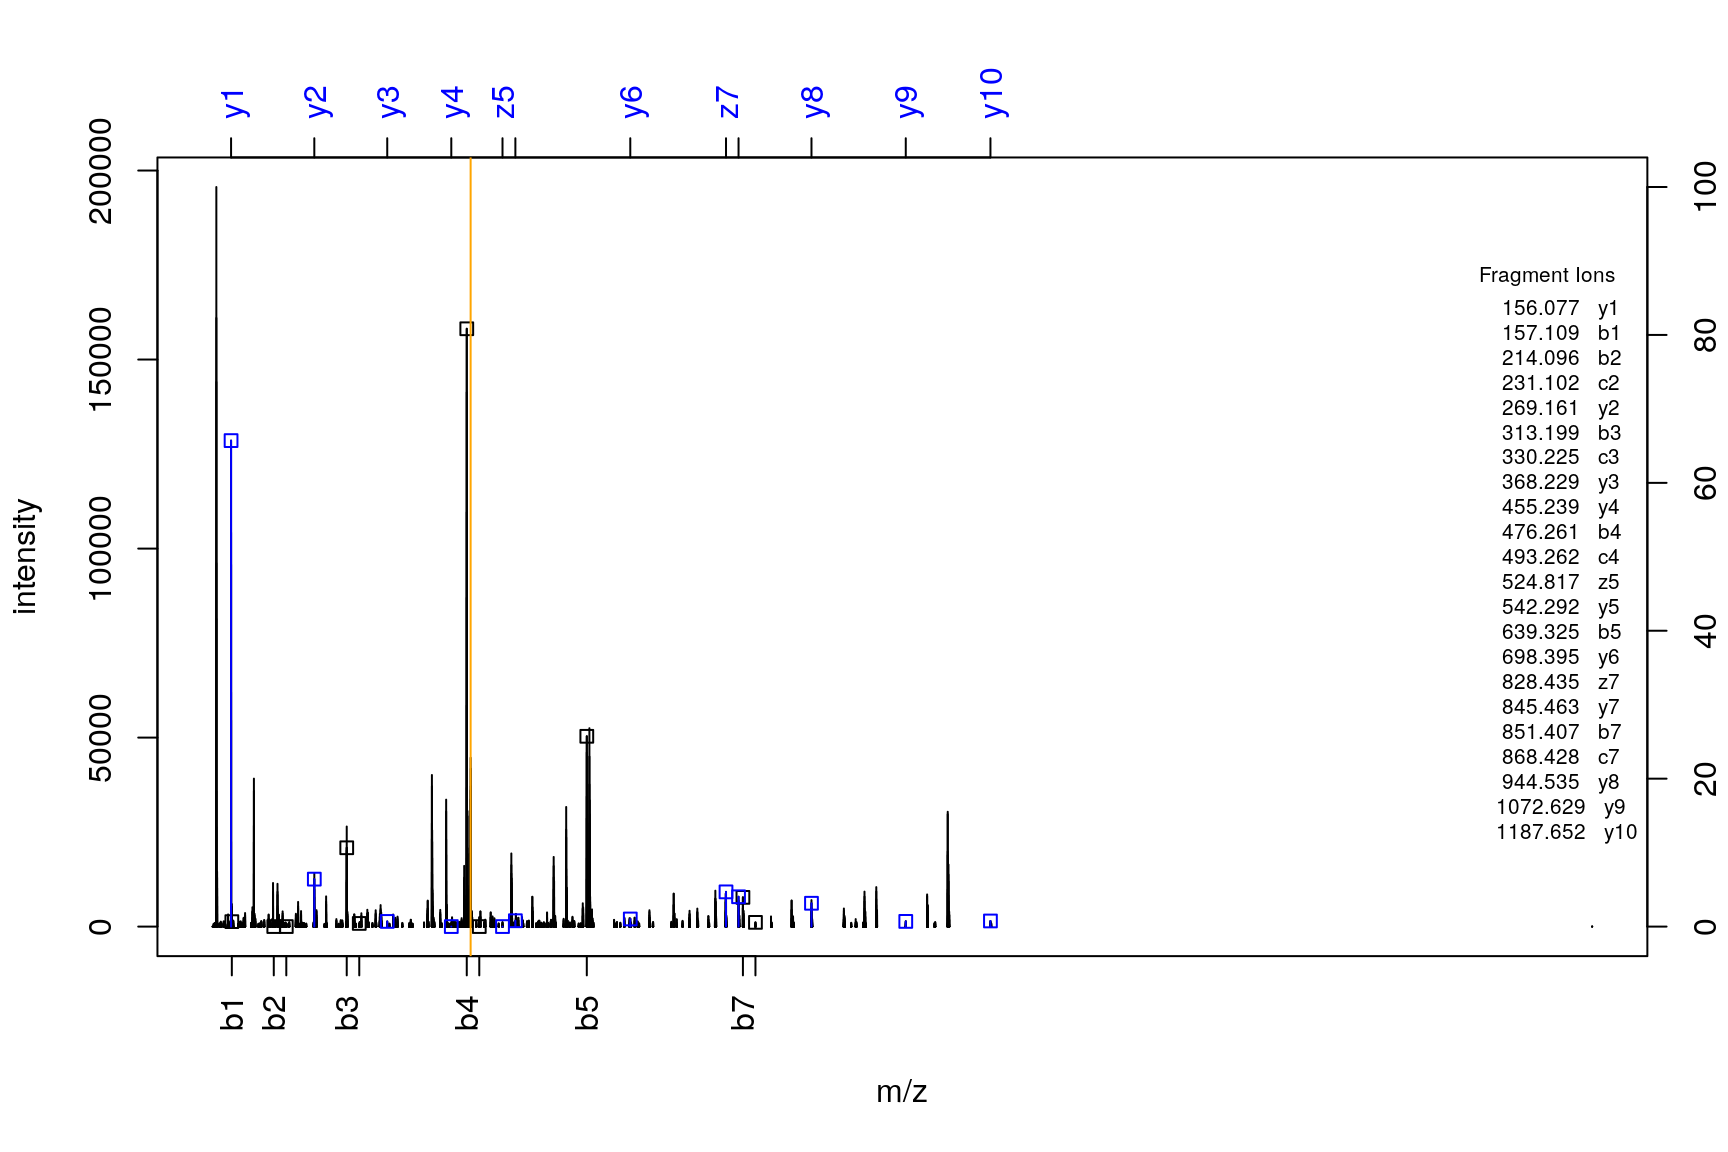 y1 y2 y3 y4 z5 y6 z7 y8 y9 y10
200000
150000
100000
50000
0
intensity
100
80
60
40
20
0
Fragment Ions
156.077 y1
157.109 b1
214.096 b2
231.102 c2
269.161 y2
313.199 b3
330.225 c3
368.229 y3
455.239 y4
476.261 b4
493.262 c4
524.817 z5
542.292 y5
639.325 b5
698.395 y6
828.435 z7
845.463 y7
851.407 b7
868.428 c7
944.535 y8
1072.629 y9
1187.652 y10
b1 b2 b3 b4 b5 b7
m/z